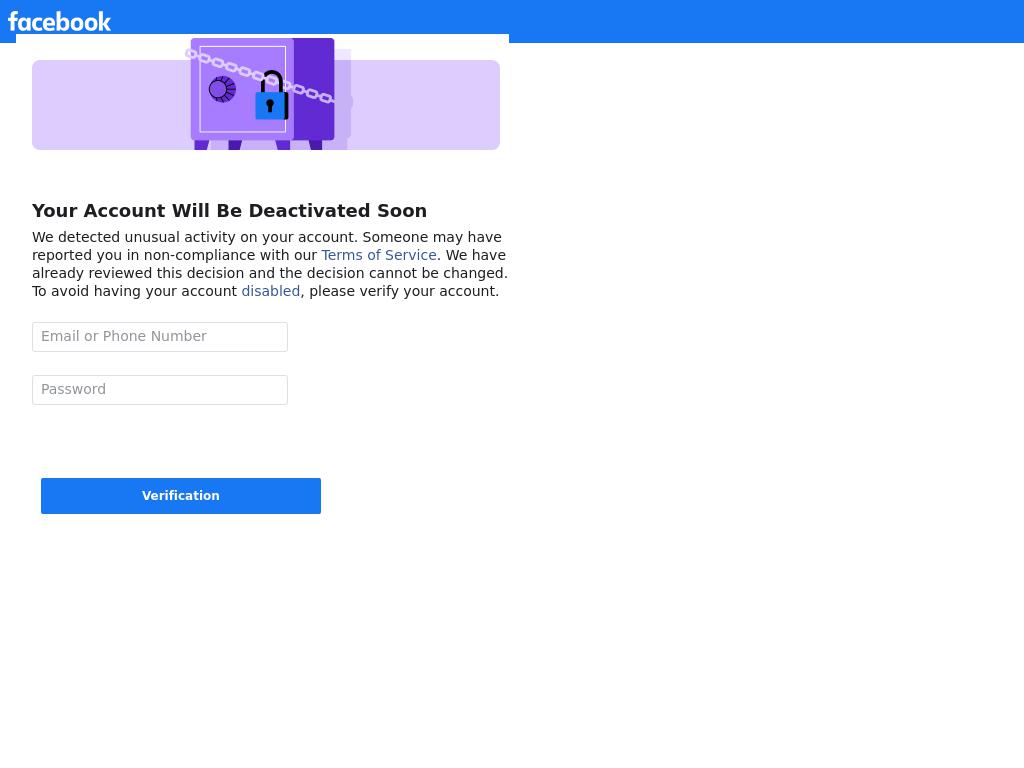 facebook
Your Account Will Be Deactivated Soon
We detected unusual activity on your account. Someone may have
reported you in non-compliance with our Terms of Service. We have
already reviewed this decision and the decision cannot be changed.
To avoid having your account disabled, please verify your account.
Email or Phone Number
Password
Verification